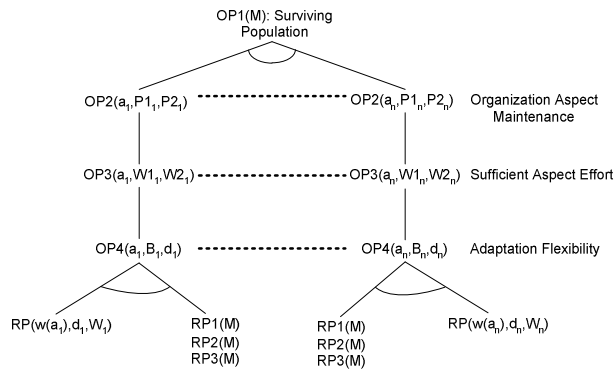 OP1(M): Surviving
Population
OP2(a₁,P1₁,P2₁) OP2(aₙ,P1ₙ,P2ₙ) Organization Aspect
Maintenance
OP3(a₁,W1₁,W2₁) OP3(aₙ,W1ₙ,W2ₙ) Sufficient Aspect Effort
OP4(a₁,B₁,d₁) OP4(aₙ,Bₙ,dₙ) Adaptation Flexibility
RP(w(a₁),d₁,W₁) RP1(M) RP1(M) RP(w(aₙ),dₙ,Wₙ)
RP2(M) RP2(M)
RP3(M) RP3(M)